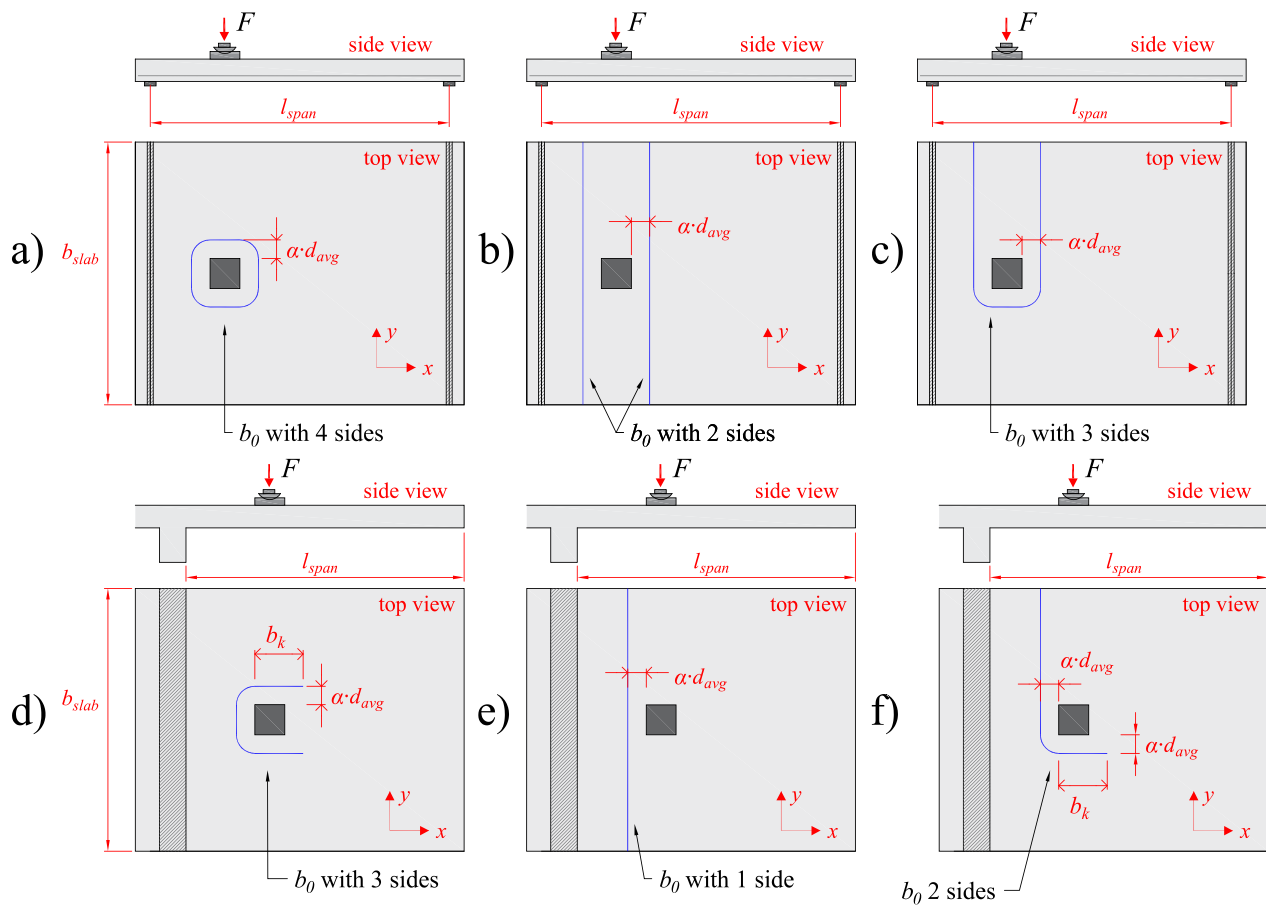 F
side view
l_span
top view
a)
b_slab
α·d_avg
y
x
b_0 with 4 sides
F
side view
l_span
top view
b)
α·d_avg
y
x
b_0 with 2 sides
F
side view
l_span
top view
c)
α·d_avg
y
x
b_0 with 3 sides
F
side view
l_span
top view
d)
b_slab
b_k
α·d_avg
y
x
b_0 with 3 sides
F
side view
l_span
top view
e)
α·d_avg
y
x
b_0 with 1 side
F
side view
l_span
top view
f)
α·d_avg
α·d_avg
b_k
y
x
b_0 2 sides